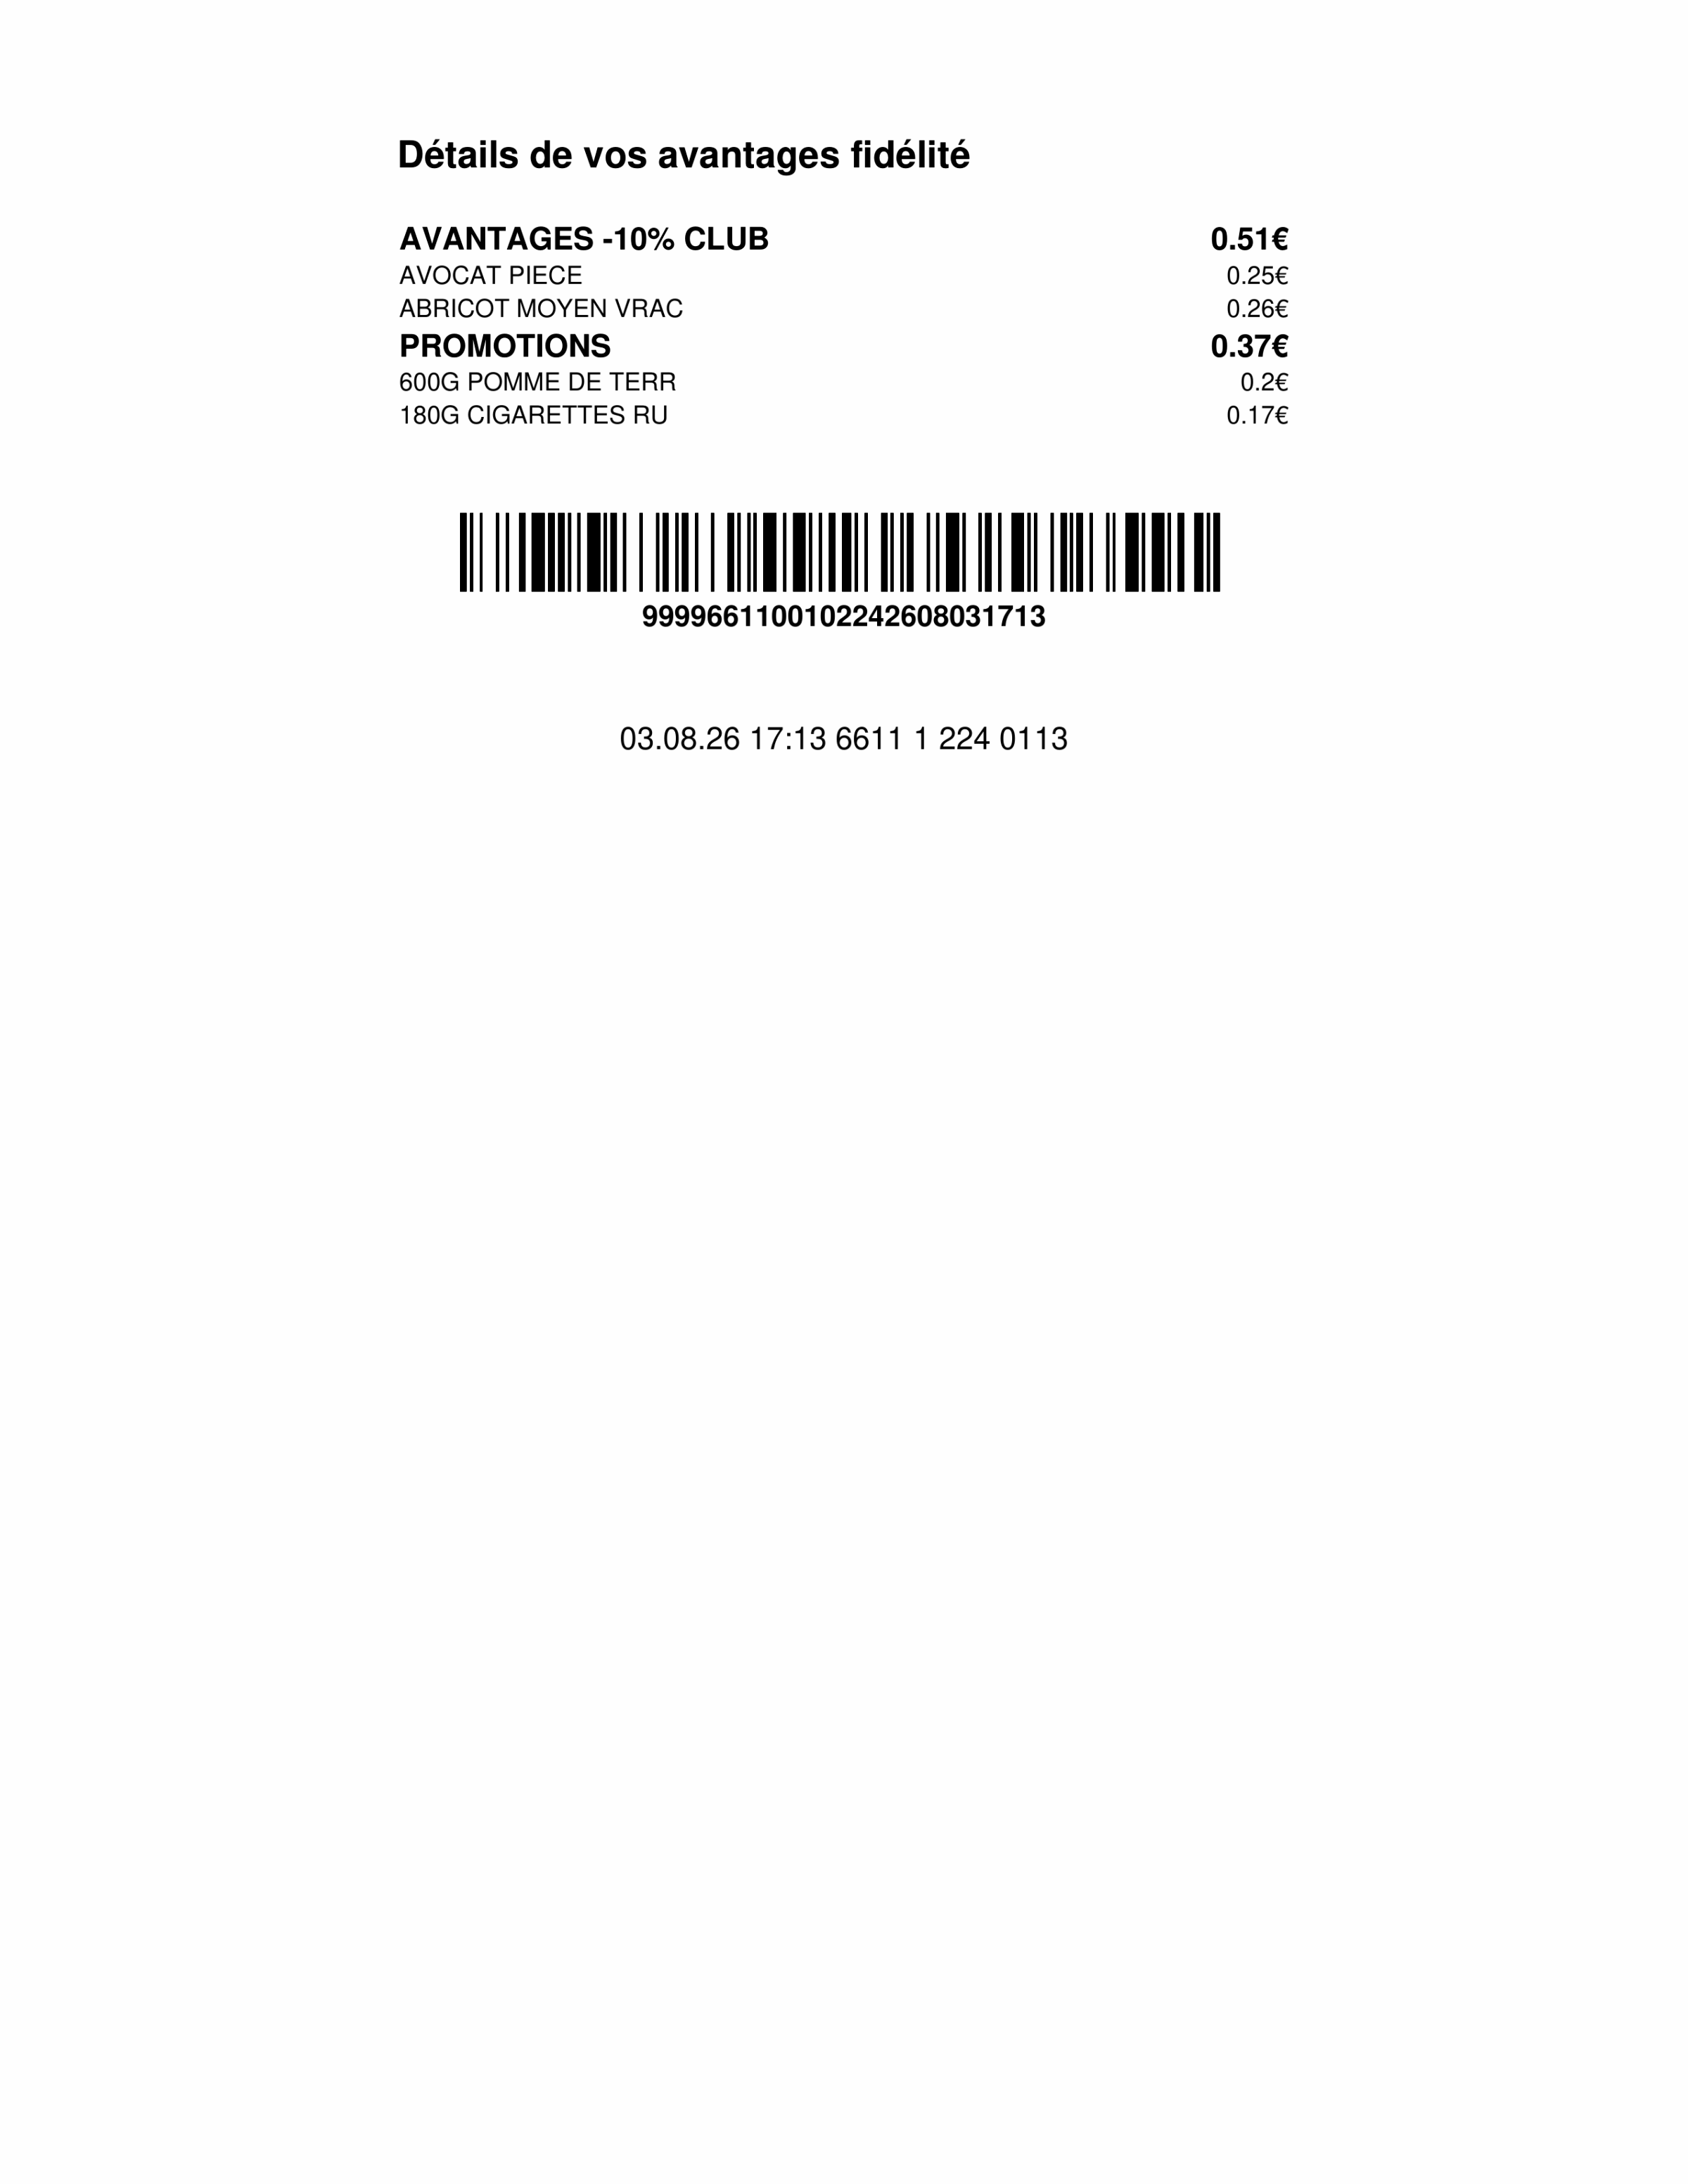 Détails de vos avantages fidélité
AVANTAGES -10% CLUB 0.51€
AVOCAT PIECE 0.25€
ABRICOT MOYEN VRAC 0.26€
PROMOTIONS 0.37€
600G POMME DE TERR 0.2€
180G CIGARETTES RU 0.17€
9999661100102242608031713
03.08.26 17:13 6611 1 224 0113